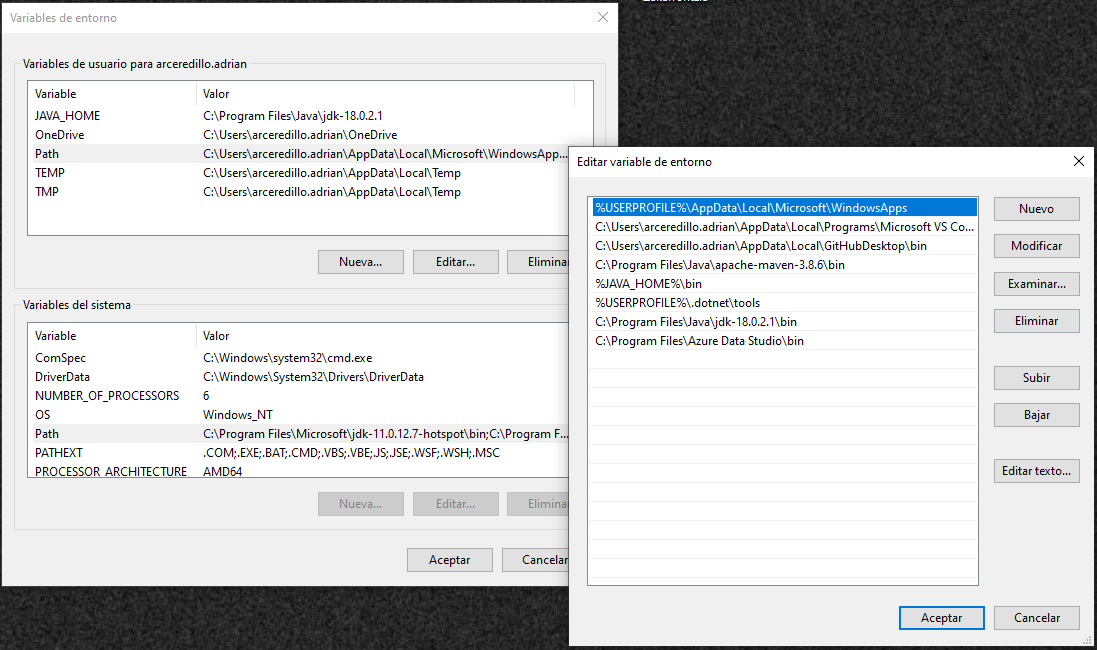 Variables de entorno
Variables de usuario para arceredillo.adrian
Variable Valor
JAVA_HOME C:\Program Files\Java\jdk-18.0.2.1
OneDrive C:\Users\arceredillo.adrian\OneDrive
Path C:\Users\arceredillo.adrian\AppData\Local\Microsoft\WindowsApp...
TEMP C:\Users\arceredillo.adrian\AppData\Local\Temp
TMP C:\Users\arceredillo.adrian\AppData\Local\Temp
Nueva... Editar... Eliminar
Variables del sistema
Variable Valor
ComSpec C:\Windows\system32\cmd.exe
DriverData C:\Windows\System32\Drivers\DriverData
NUMBER_OF_PROCESSORS 6
OS Windows_NT
Path C:\Program Files\Microsoft\jdk-11.0.12.7-hotspot\bin;C:\Program F...
PATHEXT .COM;.EXE;.BAT;.CMD;.VBS;.VBE;.JS;.JSE;.WSF;.WSH;.MSC
PROCESSOR_ARCHITECTURE AMD64
Nueva... Editar... Eliminar
Aceptar Cancelar
Editar variable de entorno
%USERPROFILE%\AppData\Local\Microsoft\WindowsApps
C:\Users\arceredillo.adrian\AppData\Local\Programs\Microsoft VS Co...
C:\Users\arceredillo.adrian\AppData\Local\GitHubDesktop\bin
C:\Program Files\Java\apache-maven-3.8.6\bin
%JAVA_HOME%\bin
%USERPROFILE%\.dotnet\tools
C:\Program Files\Java\jdk-18.0.2.1\bin
C:\Program Files\Azure Data Studio\bin
Nuevo
Modificar
Examinar...
Eliminar
Subir
Bajar
Editar texto...
Aceptar Cancelar